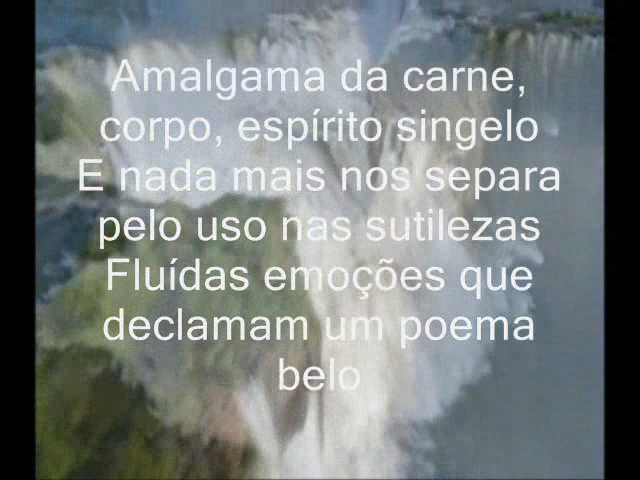 Amalgama da carne,
corpo, espírito singelo
E nada mais nos separa
pelo uso nas sutilezas
Fluídas emoções que
declamam um poema
belo